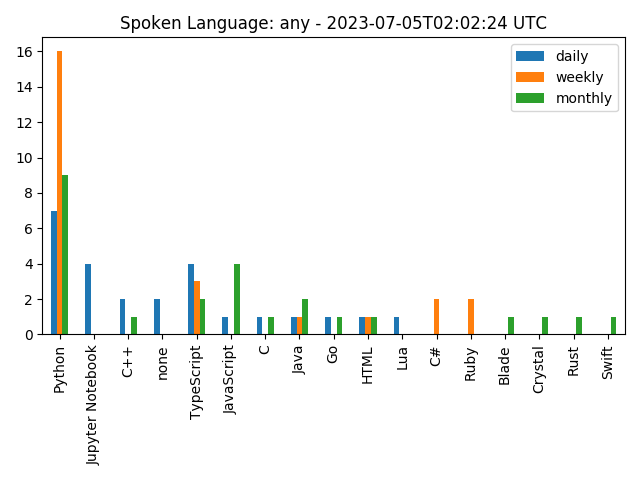 Spoken Language: any - 2023-07-05T02:02:24 UTC
daily
weekly
monthly
16
14
12
10
8
6
4
2
0
Python
Jupyter Notebook
C++
none
TypeScript
JavaScript
C
Java
Go
HTML
Lua
C#
Ruby
Blade
Crystal
Rust
Swift